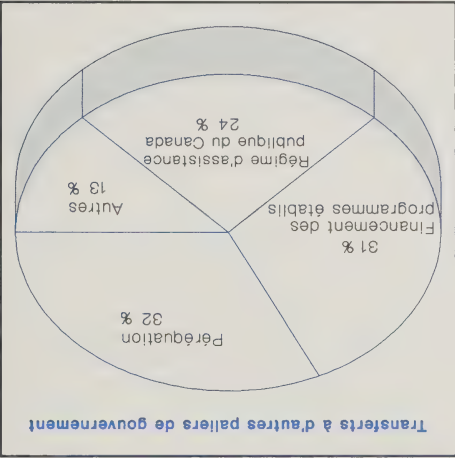 Transferts à d'autres paliers de gouvernement
Péréquation
32 %
31 %
Financement des
programmes établis
Autres
13 %
Régime d'assistance
publique du Canada
24 %